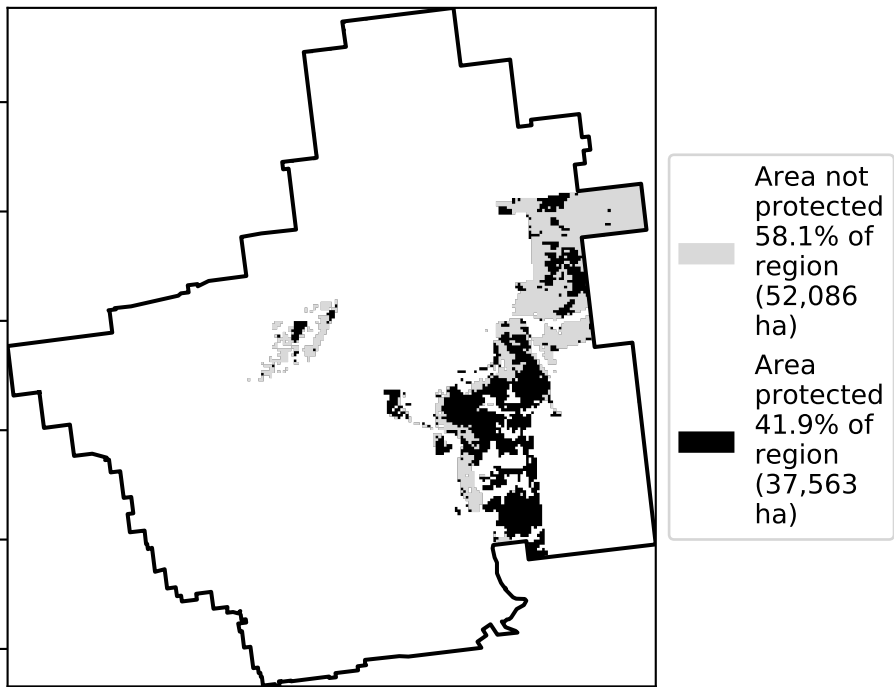 Area not
protected
58.1% of
region
(52,086
ha)
Area
protected
41.9% of
region
(37,563
ha)